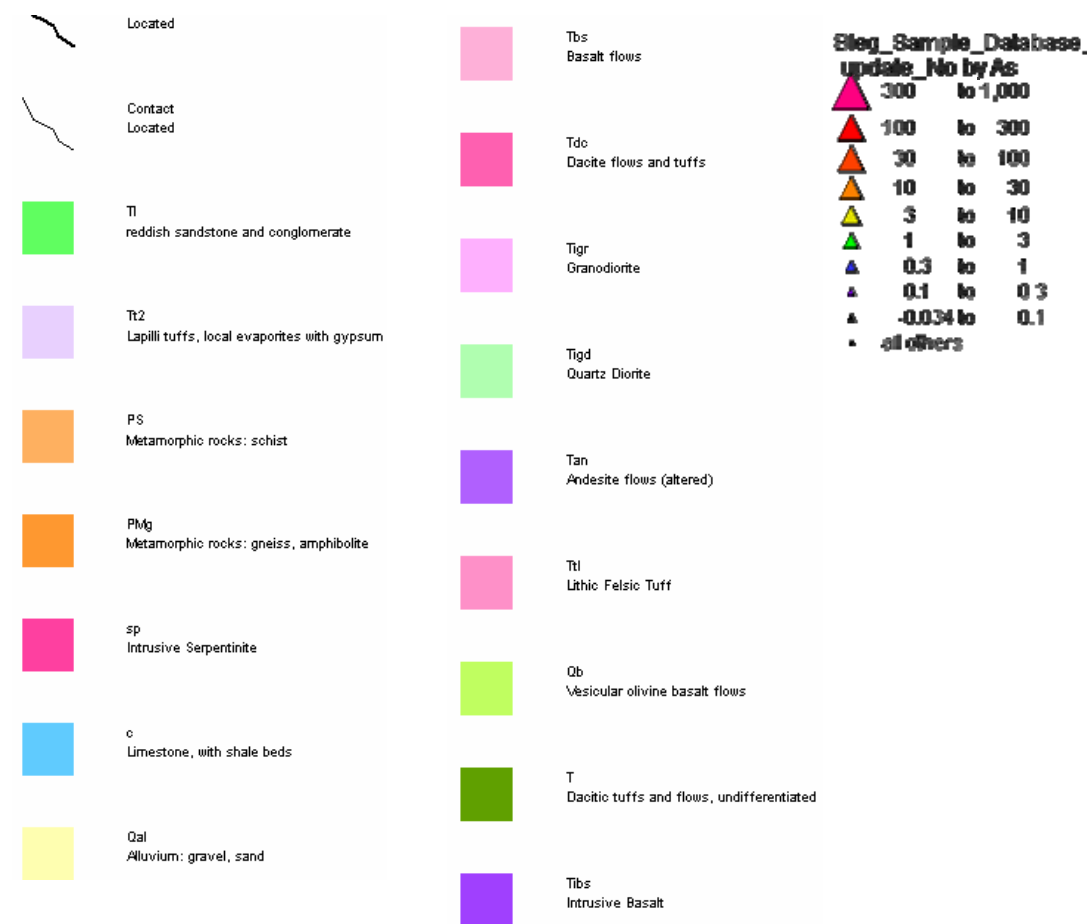 Located
Contact
Located
Tl
reddish sandstone and conglomerate
Tt2
Lapilli tuffs, local evaporites with gypsum
PS
Metamorphic rocks: schist
PMg
Metamorphic rocks: gneiss, amphibolite
sp
Intrusive Serpentinite
c
Limestone, with shale beds
Qal
Alluvium: gravel, sand
Tbs
Basalt flows
Tdc
Dacite flows and tuffs
Tigr
Granodiorite
Tigd
Quartz Diorite
Tan
Andesite flows (altered)
Ttl
Lithic Felsic Tuff
Qb
Vesicular olivine basalt flows
T
Dacitic tuffs and flows, undifferentiated
Tibs
Intrusive Basalt
Steg_Sample_Database_
update_No by As
300 to 1,000
100 to 300
30 to 100
10 to 30
3 to 10
1 to 3
0.3 to 1
0.1 to 0.3
-0.034 to 0.1
all others